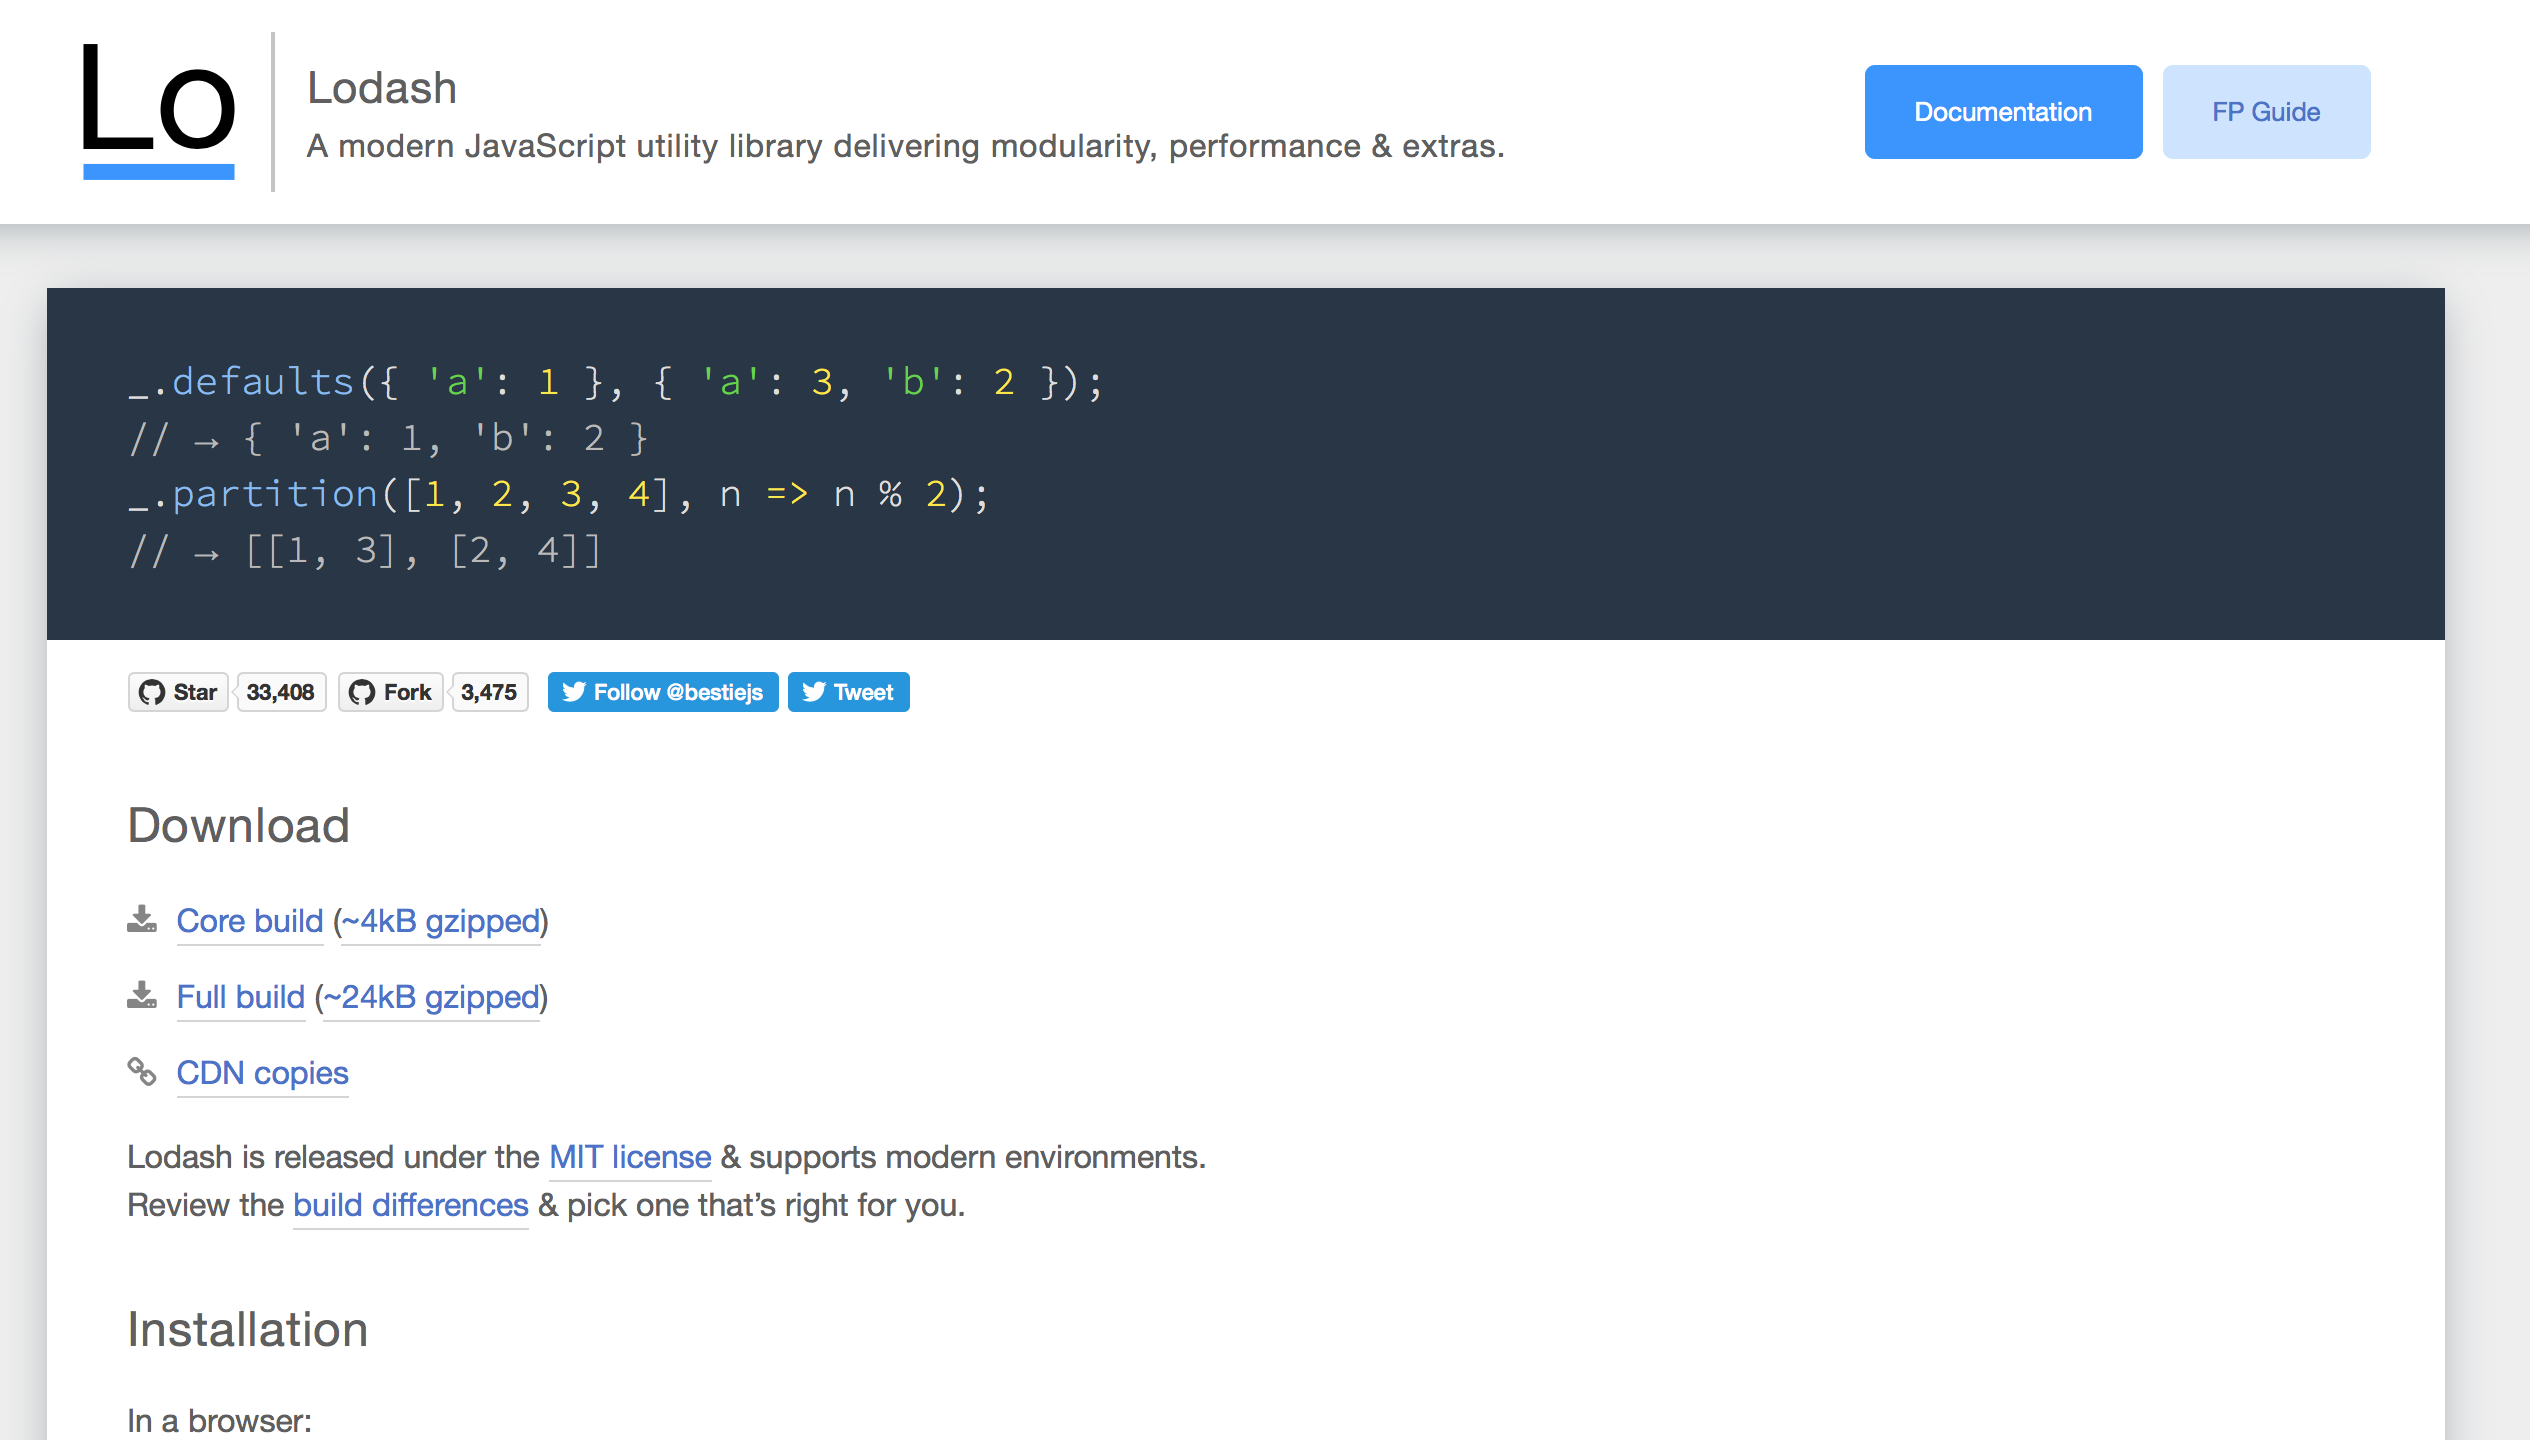 Lo
Lodash
A modern JavaScript utility library delivering modularity, performance & extras.
Documentation
FP Guide
_.defaults({ 'a': 1 }, { 'a': 3, 'b': 2 });
// → { 'a': 1, 'b': 2 }
_.partition([1, 2, 3, 4], n => n % 2);
// → [[1, 3], [2, 4]]
Star 33,408 Fork 3,475 Follow @bestiejs Tweet
Download
Core build (~4kB gzipped)
Full build (~24kB gzipped)
CDN copies
Lodash is released under the MIT license & supports modern environments.
Review the build differences & pick one that’s right for you.
Installation
In a browser: